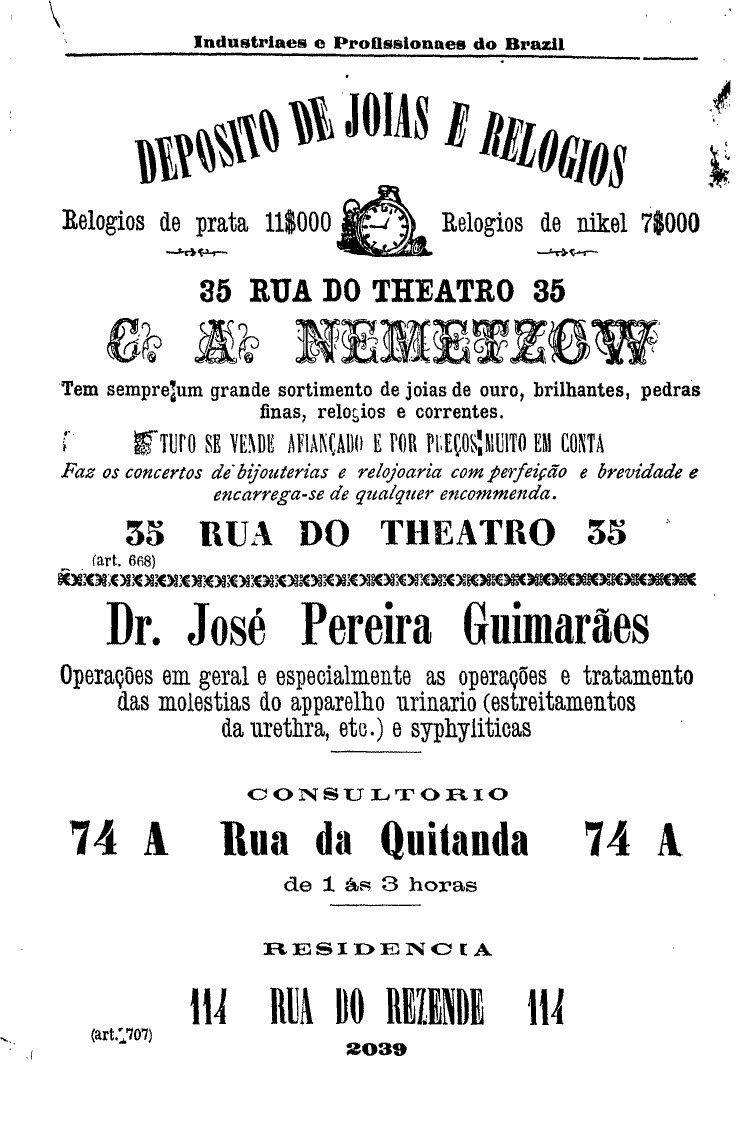 Industriaes e Profissionaes do Brazil
DEPOSITO DE JOIAS E RELOGIOS
Relogios de prata 11$000
Relogios de nikel 7$000
35 RUA DO THEATRO 35
C. A. NEMETZOW
Tem sempre um grande sortimento de joias de ouro, brilhantes, pedras
finas, relogios e correntes.
TUDO SE VENDE AFIANÇADO E POR PREÇOS MUITO EM CONTA
Faz os concertos de bijouterias e relojoaria com perfeição e brevidade e
encarrega-se de qualquer encommenda.
35 RUA DO THEATRO 35
(art. 668)
Dr. José Pereira Guimarães
Operações em geral e especialmente as operações e tratamento
das molestias do apparelho urinario (estreitamentos
da urethra, etc.) e syphyliticas
CONSULTORIO
74 A Rua da Quitanda 74 A
de 1 ás 3 horas
RESIDENCIA
114 RUA DO REZENDE 114
(art. 707)
2039